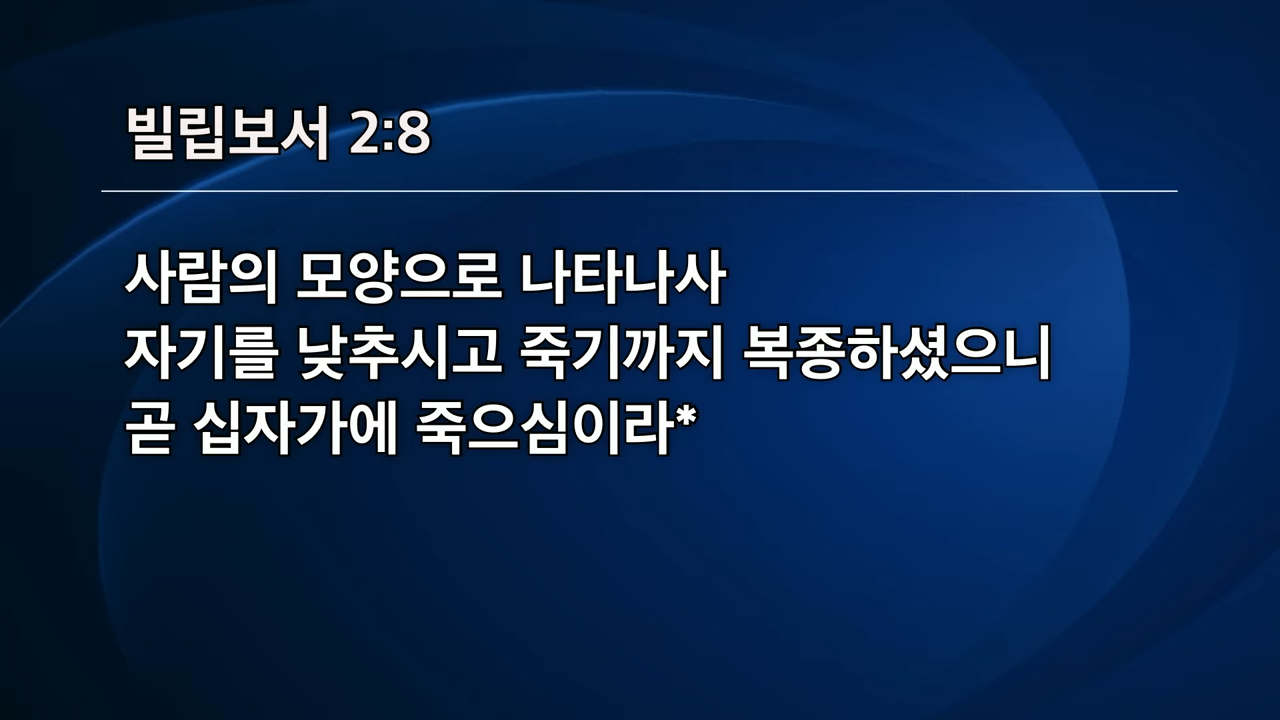 빌립보서 2:8
사람의 모양으로 나타나사
자기를 낮추시고 죽기까지 복종하셨으니
곧 십자가에 죽으심이라*